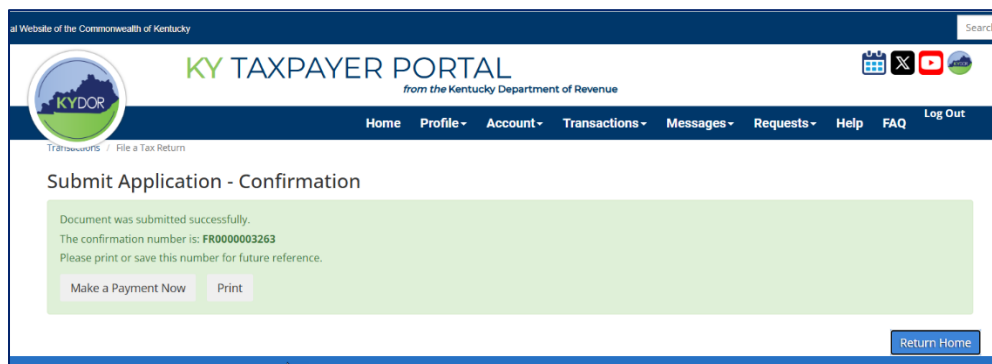 al Website of the Commonwealth of Kentucky
Search
KY TAXPAYER PORTAL
from the Kentucky Department of Revenue
KYDOR
Home Profile Account Transactions Messages Requests Help FAQ Log Out
Transactions / File a Tax Return
Submit Application - Confirmation
Document was submitted successfully.
The confirmation number is: FR0000003263
Please print or save this number for future reference.
Make a Payment Now Print
Return Home